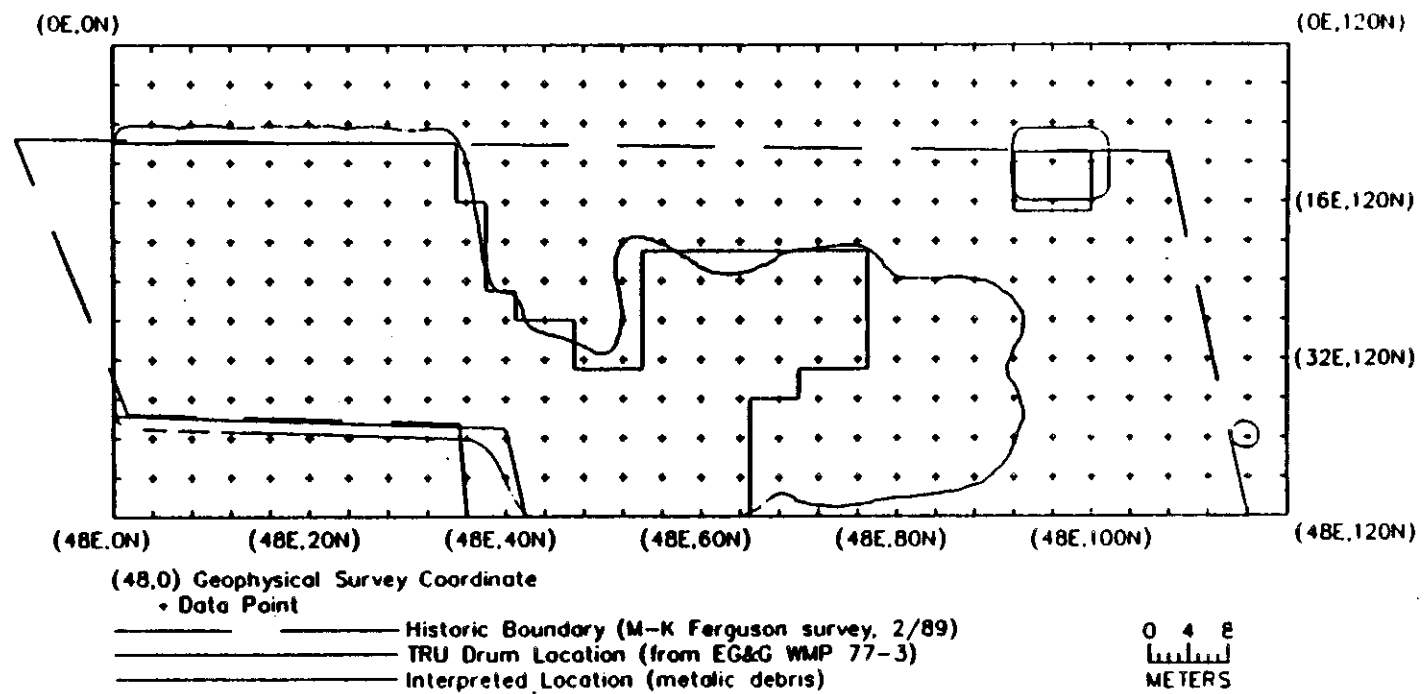 (0E,0N) (0E,120N)
(16E,120N)
(32E,120N)
(48E,0N) (48E,20N) (48E,40N) (48E,60N) (48E,80N) (48E,100N) (48E,120N)
(48,0) Geophysical Survey Coordinate
Data Point
Historic Boundary (M-K Ferguson survey, 2/89)
TRU Drum Location (from EG&G WMP 77-3)
Interpreted Location (metalic debris)
0 4 8
METERS